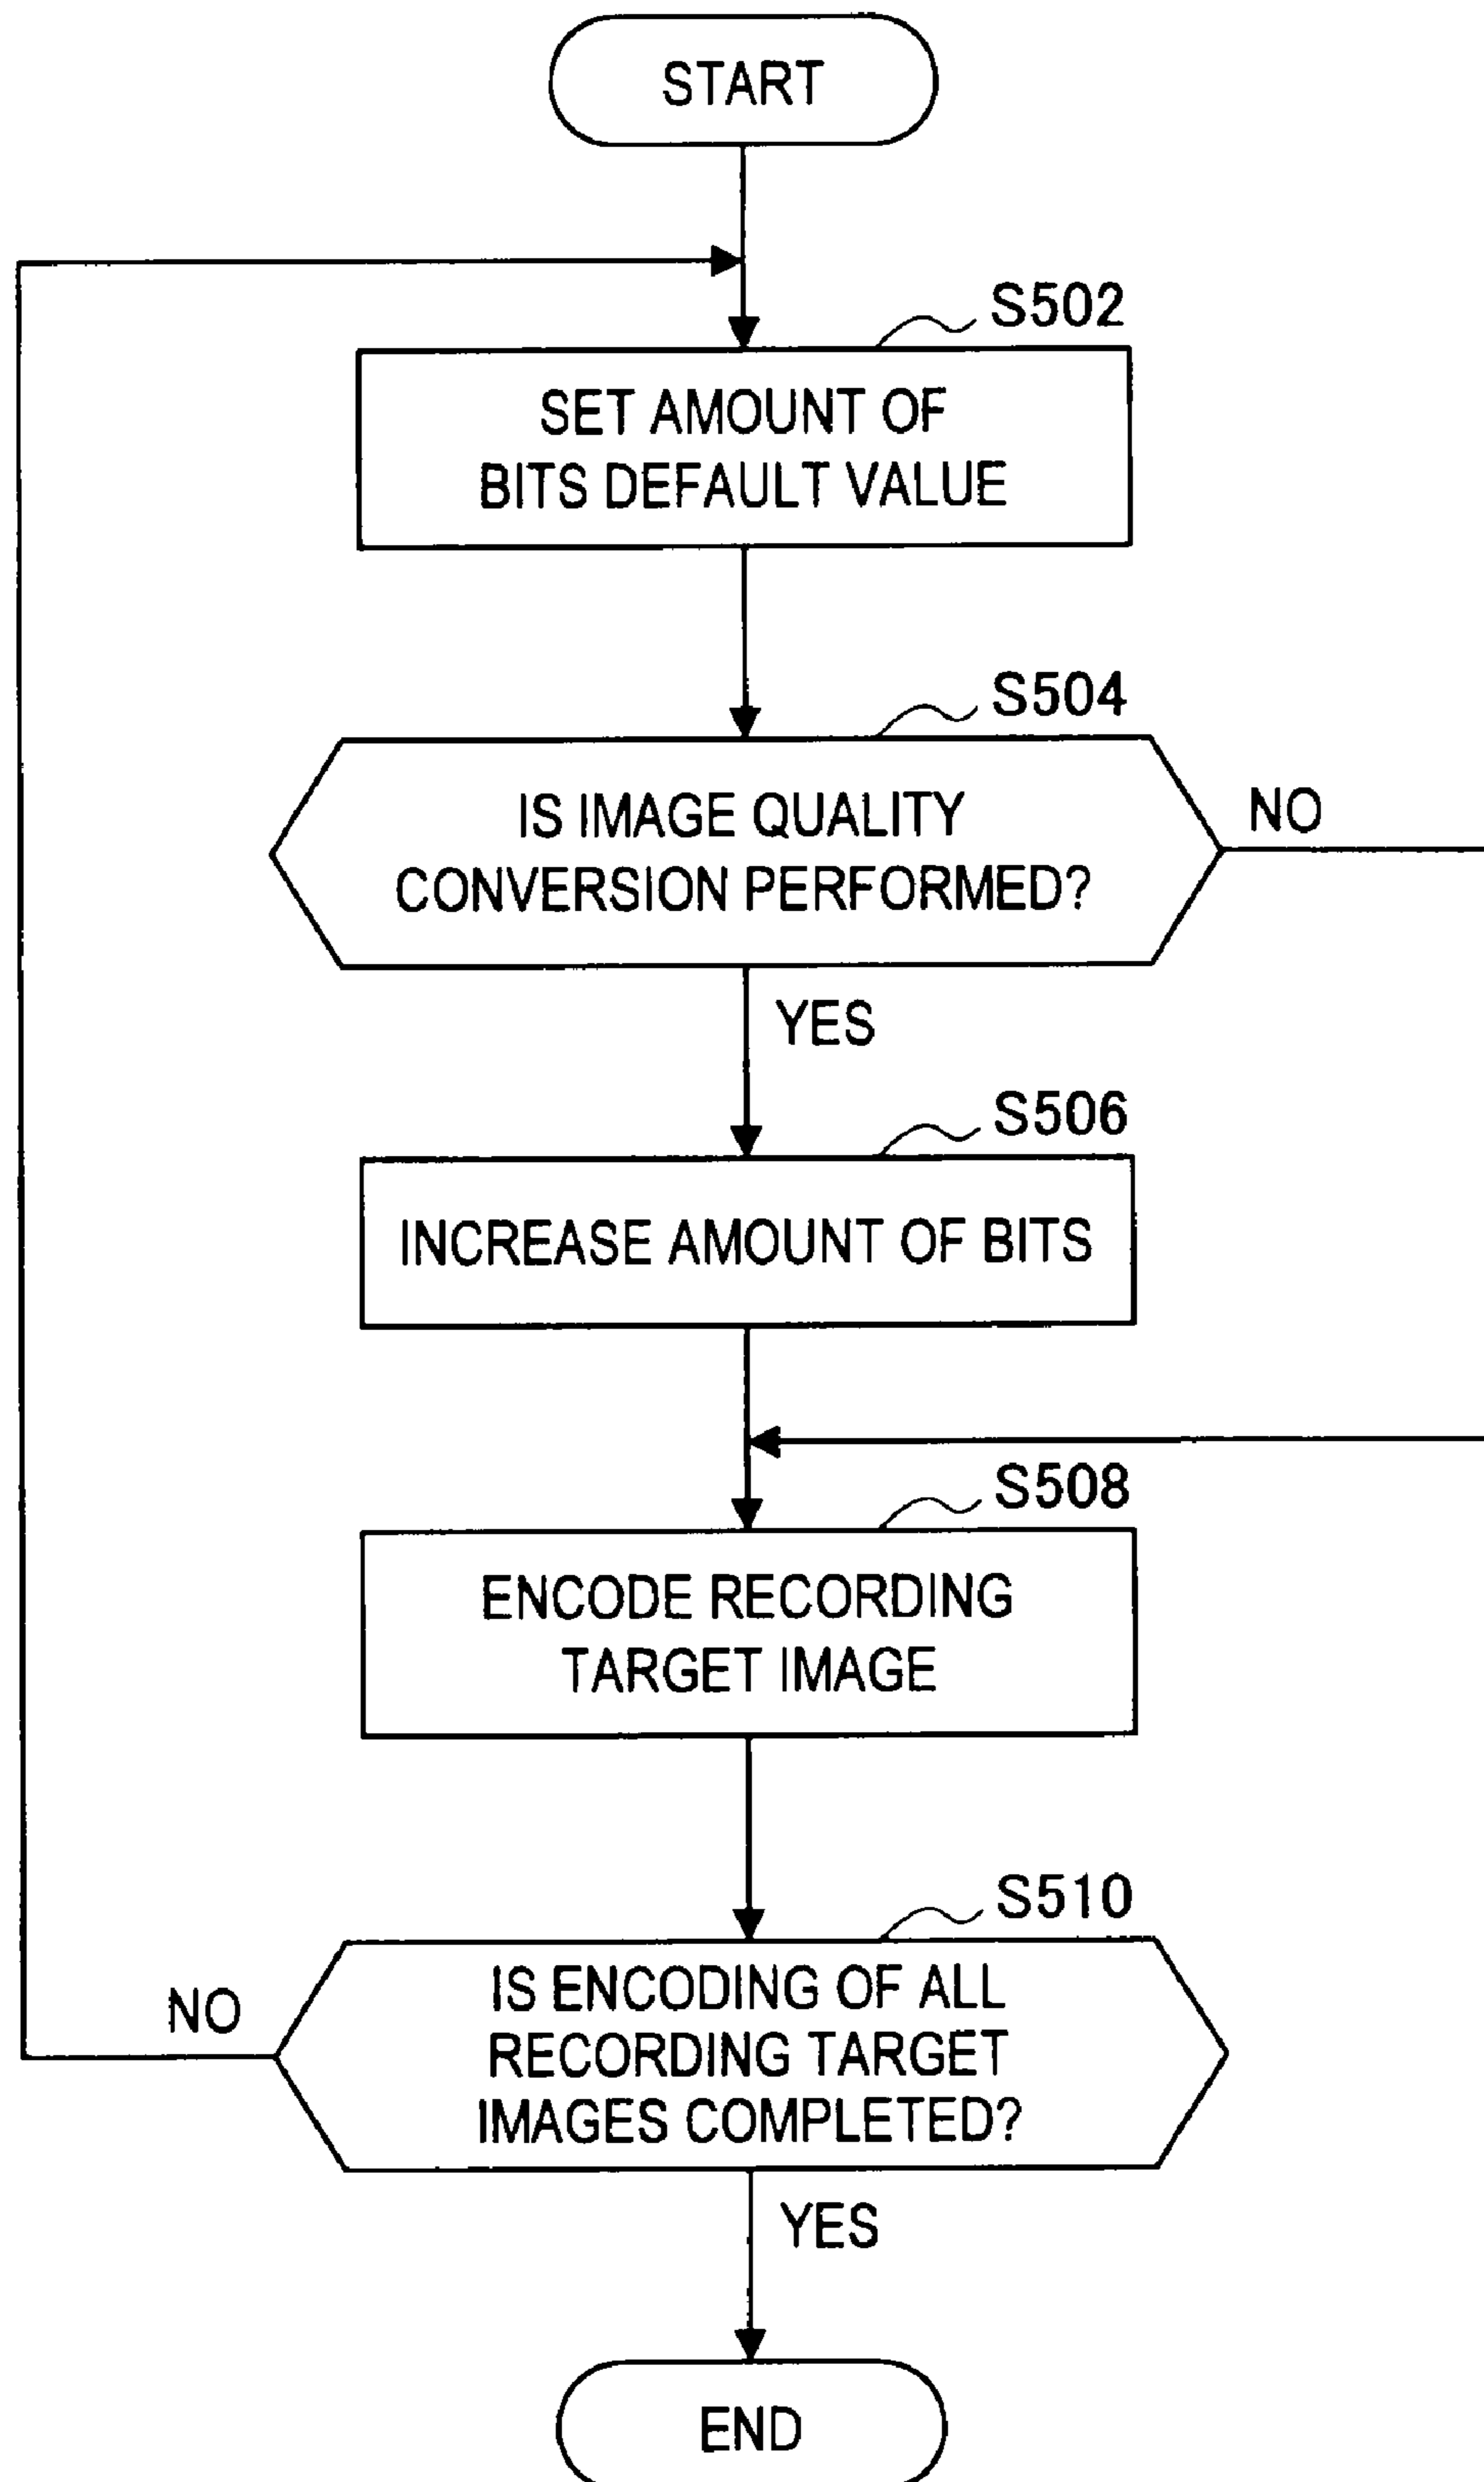 START
S502
SET AMOUNT OF
BITS DEFAULT VALUE
S504
IS IMAGE QUALITY
CONVERSION PERFORMED?
NO
YES
S506
INCREASE AMOUNT OF BITS
S508
ENCODE RECORDING
TARGET IMAGE
S510
IS ENCODING OF ALL
RECORDING TARGET
IMAGES COMPLETED?
NO
YES
END